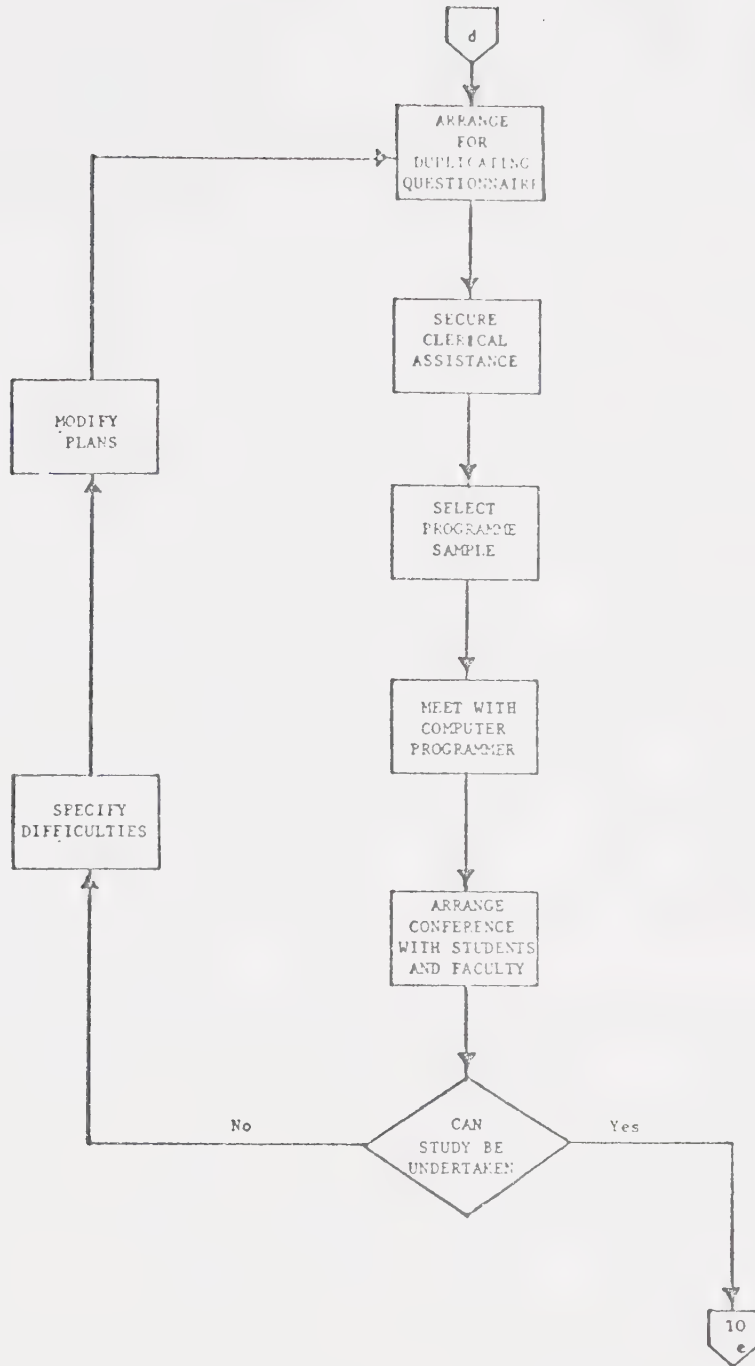 d
ARRANGE
FOR
DUPLICATING
QUESTIONNAIRE
SECURE
CLERICAL
ASSISTANCE
MODIFY
PLANS
SELECT
PROGRAMME
SAMPLE
MEET WITH
COMPUTER
PROGRAMMER
SPECIFY
DIFFICULTIES
ARRANGE
CONFERENCE
WITH STUDENTS
AND FACULTY
No
CAN
STUDY BE
UNDERTAKEN
Yes
10
e